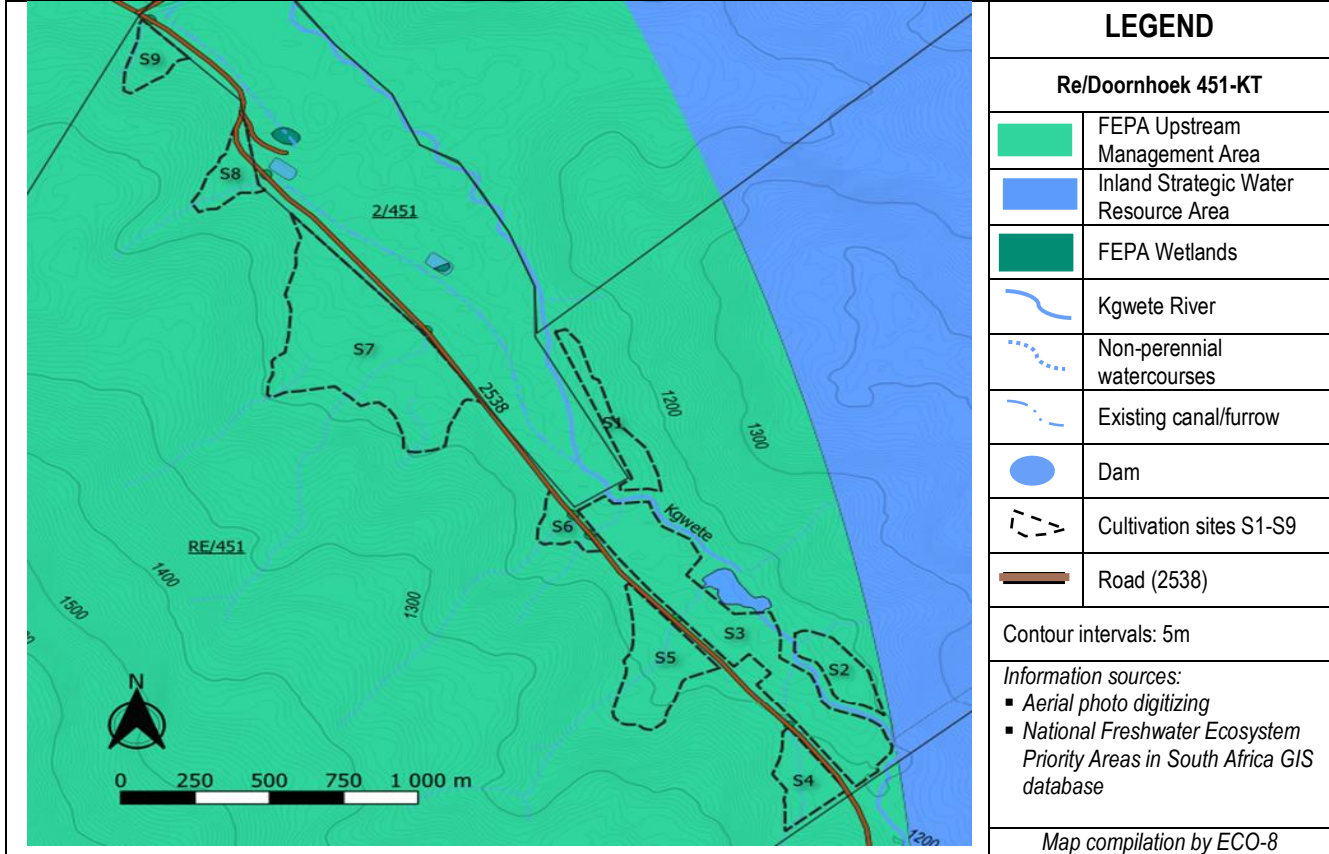 S9
S8
2/451
S7
2538
S1
1200
1300
S6
Kgwete
RE/451
1400
1500
1300
S3
S5
S2
S4
1200
N
0 250 500 750 1 000 m
LEGEND
Re/Doornhoek 451-KT
FEPA Upstream
Management Area
Inland Strategic Water
Resource Area
FEPA Wetlands
Kgwete River
Non-perennial
watercourses
Existing canal/furrow
Dam
Cultivation sites S1-S9
Road (2538)
Contour intervals: 5m
Information sources:
▪ Aerial photo digitizing
▪ National Freshwater Ecosystem
Priority Areas in South Africa GIS
database
Map compilation by ECO-8